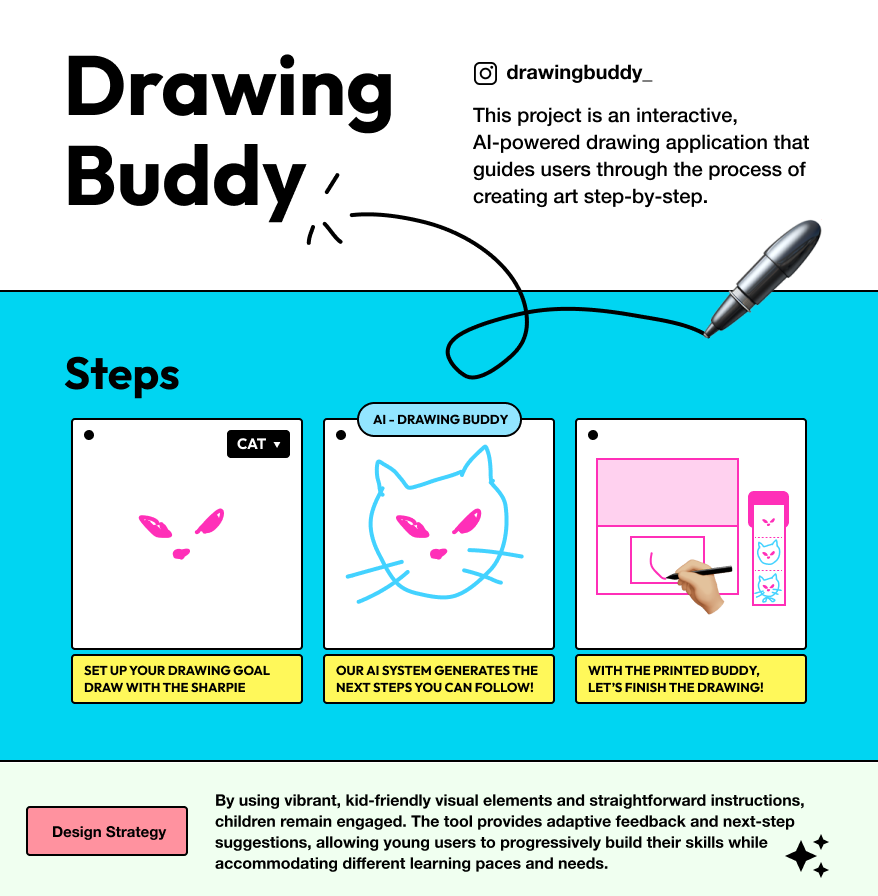 Drawing
Buddy
drawingbuddy_
This project is an interactive,
AI-powered drawing application that
guides users through the process of
creating art step-by-step.
Steps
CAT
AI - DRAWING BUDDY
SET UP YOUR DRAWING GOAL
DRAW WITH THE SHARPIE
OUR AI SYSTEM GENERATES THE
NEXT STEPS YOU CAN FOLLOW!
WITH THE PRINTED BUDDY,
LET'S FINISH THE DRAWING!
Design Strategy
By using vibrant, kid-friendly visual elements and straightforward instructions,
children remain engaged. The tool provides adaptive feedback and next-step
suggestions, allowing young users to progressively build their skills while
accommodating different learning paces and needs.